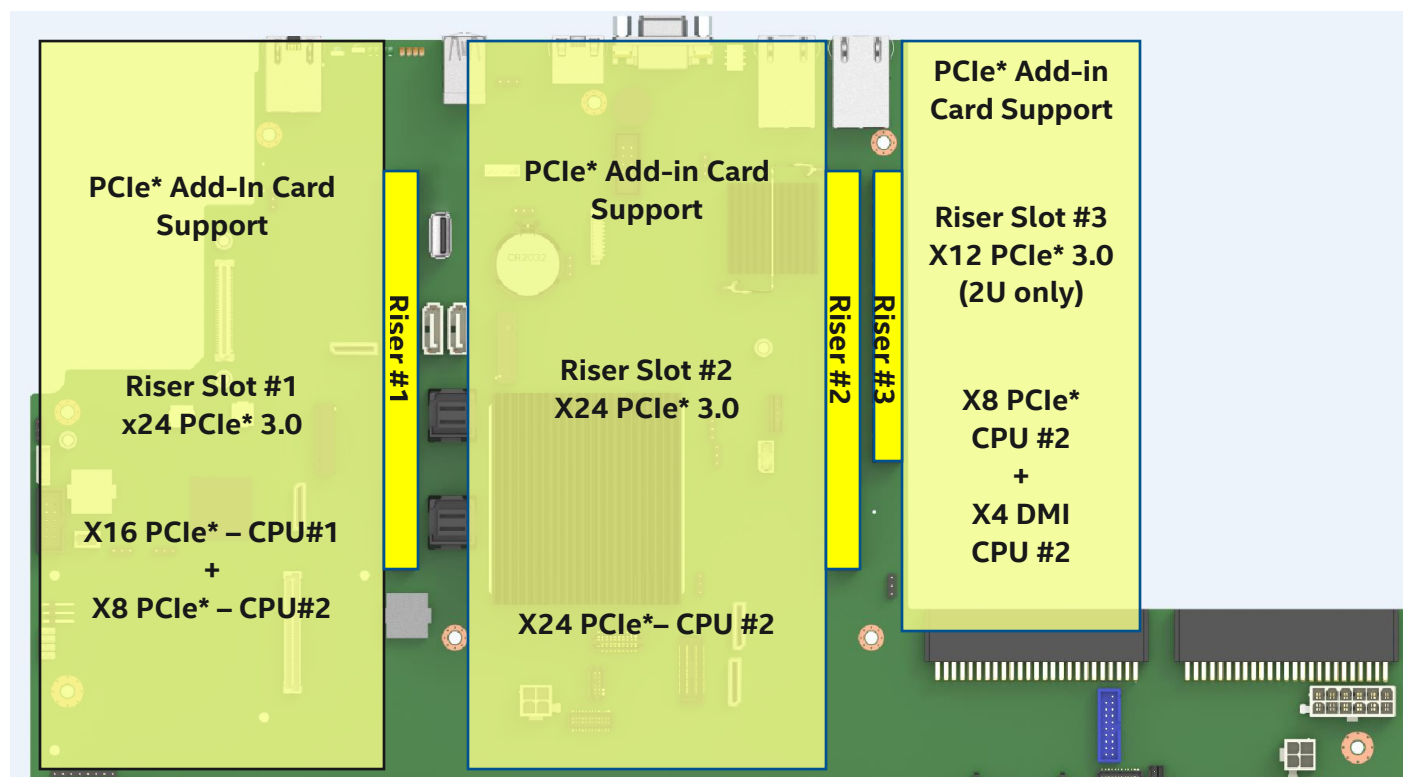 PCIe* Add-In Card
Support
Riser Slot #1
x24 PCIe* 3.0
X16 PCIe* – CPU#1
+
X8 PCIe* – CPU#2
Riser #1
PCIe* Add-in Card
Support
CR2032
Riser Slot #2
X24 PCIe* 3.0
X24 PCIe*– CPU #2
Riser #2
Riser #3
PCIe* Add-in
Card Support
Riser Slot #3
X12 PCIe* 3.0
(2U only)
X8 PCIe*
CPU #2
+
X4 DMI
CPU #2